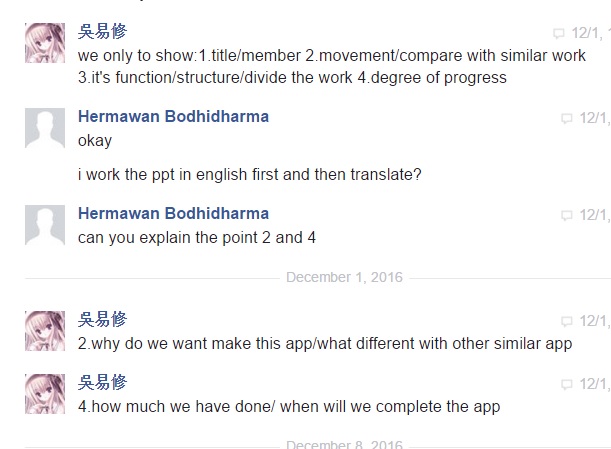 吳易修
12/1,
we only to show:1.title/member 2.movement/compare with similar work
3.it's function/structure/divide the work 4.degree of progress
Hermawan Bodhidharma
12/1,
okay
i work the ppt in english first and then translate?
Hermawan Bodhidharma
12/1,
can you explain the point 2 and 4
December 1, 2016
吳易修
12/1,
2.why do we want make this app/what different with other similar app
吳易修
12/1,
4.how much we have done/ when will we complete the app
December 8, 2016